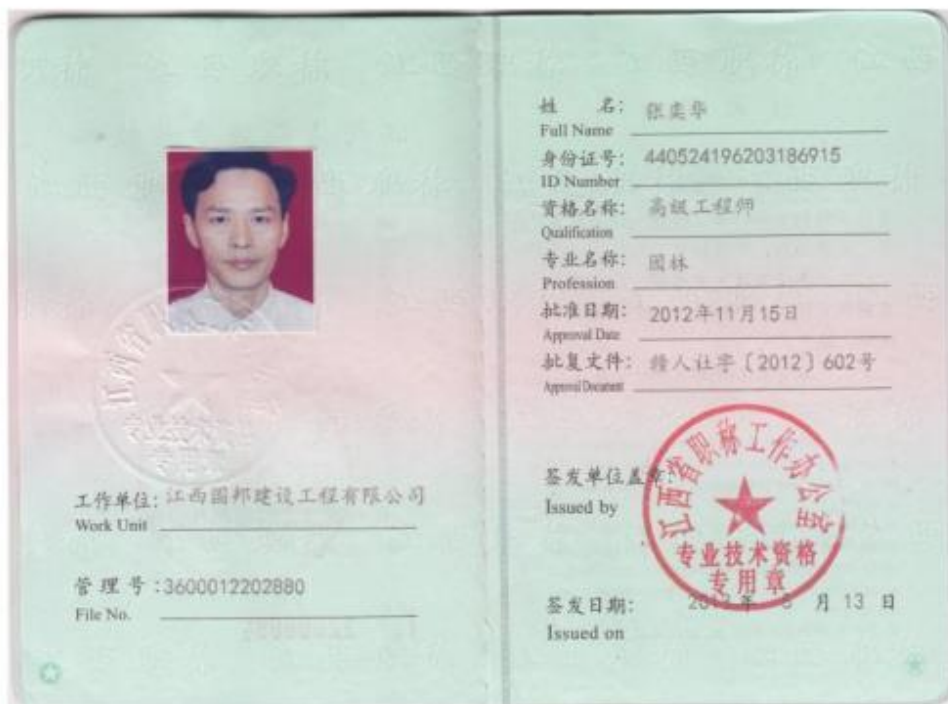 工作单位:江西国邦建设工程有限公司
Work Unit
管 理 号:3600012202880
File No.
姓 名: 张奕华
Full Name
身份证号: 440524196203186915
ID Number
资格名称: 高级工程师
Qualification
专业名称: 园林
Profession
批准日期: 2012年11月15日
Approval Date
批复文件: 赣人社字〔2012〕602号
Approval Document
签发单位盖章:
Issued by
江西省职称工作办公室
专业技术资格
专用章
签发日期: 年 月 13 日
Issued on